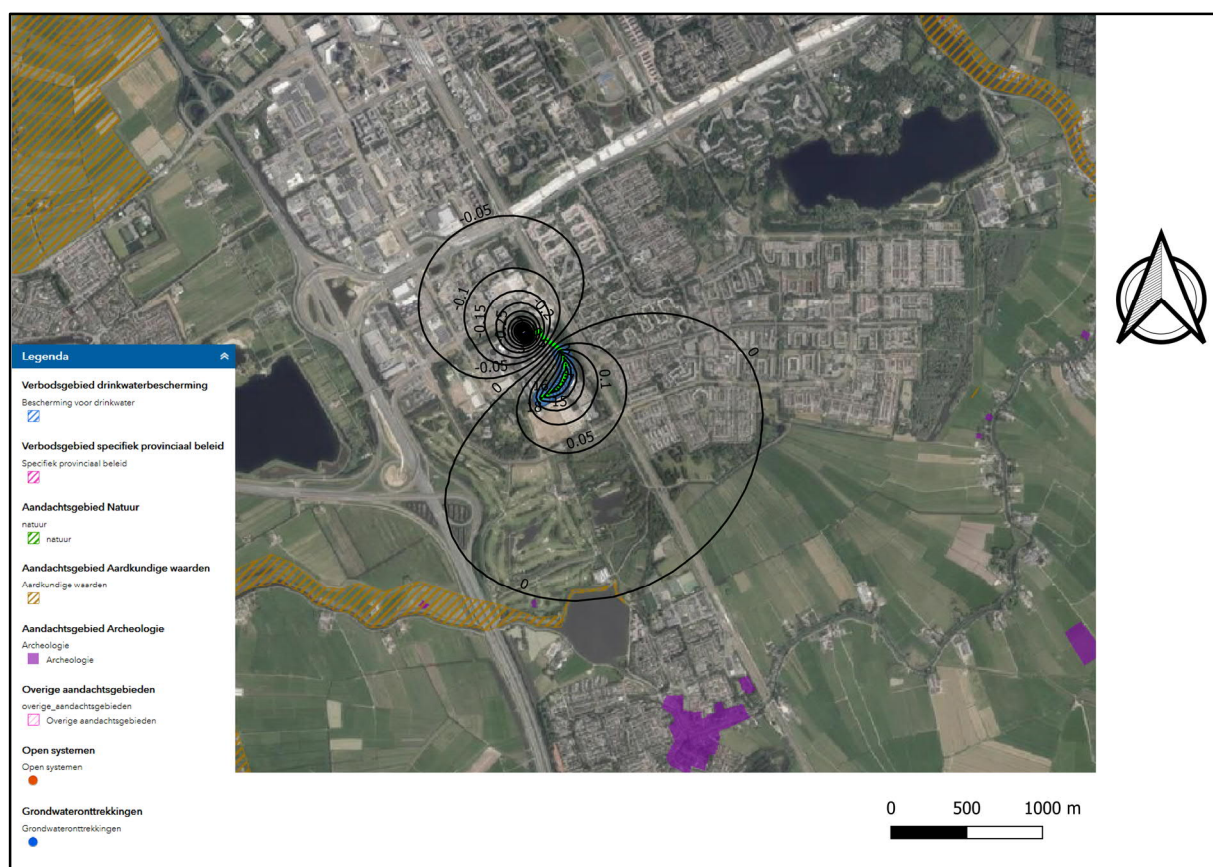 -0.05
-0.1
-0.2
-0.15
-0.05
0
0
0.1
16
15
18
0.05
0
Legenda
Verbodsgebied drinkwaterbescherming
Bescherming voor drinkwater
Verbodsgebied specifiek provinciaal beleid
Specifiek provinciaal beleid
Aandachtsgebied Natuur
natuur
natuur
Aandachtsgebied Aardkundige waarden
Aardkundige waarden
Aandachtsgebied Archeologie
Archeologie
Archeologie
Overige aandachtsgebieden
overige_aandachtsgebieden
Overige aandachtsgebieden
Open systemen
Open systemen
Grondwateronttrekkingen
Grondwateronttrekkingen
0 500 1000 m